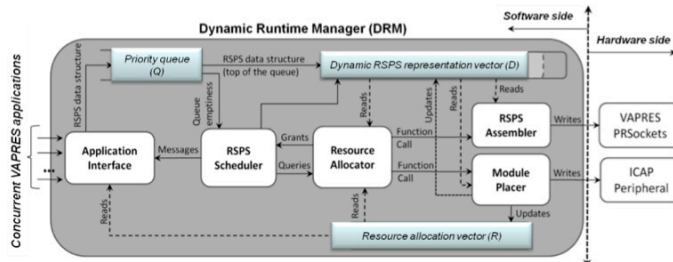 Dynamic Runtime Manager (DRM)
Software side
Hardware side
Concurrent VAPRES applications
RSPS data structure
Priority queue
(Q)
RSPS data structure
(top of the queue)
Dynamic RSPS representation vector (D)
Queue
emptiness
Reads
Updates
Reads
Reads
Application
Interface
Messages
RSPS
Scheduler
Grants
Queries
Resource
Allocator
Function
Call
Function
Call
RSPS
Assembler
Writes
VAPRES
PRSockets
Module
Placer
Writes
ICAP
Peripheral
Reads
Reads
Updates
Resource allocation vector (R)
...